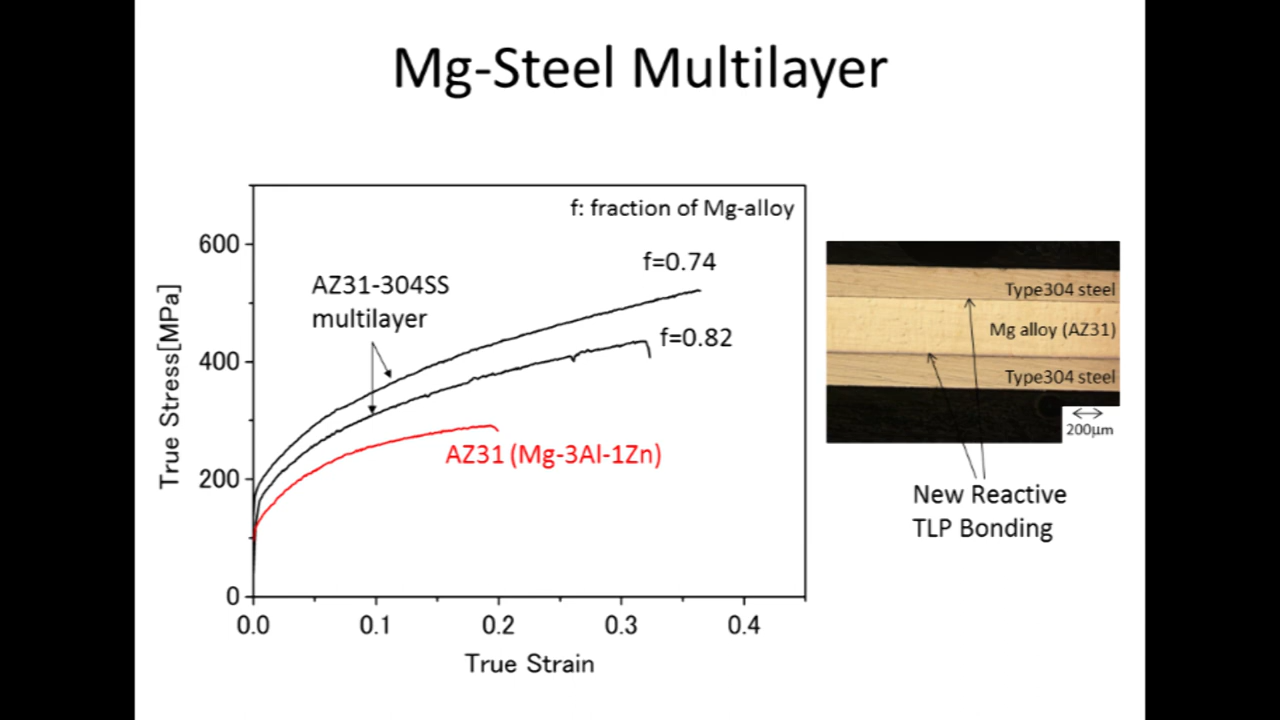 Mg-Steel Multilayer
f: fraction of Mg-alloy
f=0.74
AZ31-304SS
multilayer
f=0.82
AZ31 (Mg-3Al-1Zn)
True Stress[MPa]
600
400
200
0
0.0
0.1
0.2
0.3
0.4
True Strain
Type304 steel
Mg alloy (AZ31)
Type304 steel
200μm
New Reactive
TLP Bonding